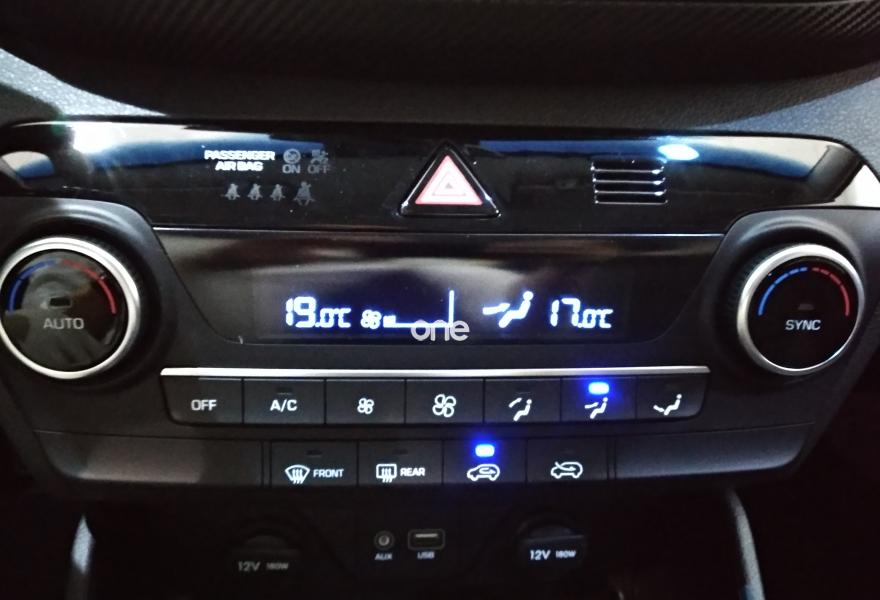 PASSENGER ON OFF
AIR BAG
19.0℃ 17.0℃
one
AUTO
SYNC
OFF A/C
FRONT REAR
12V 180W AUX USB 12V 180W